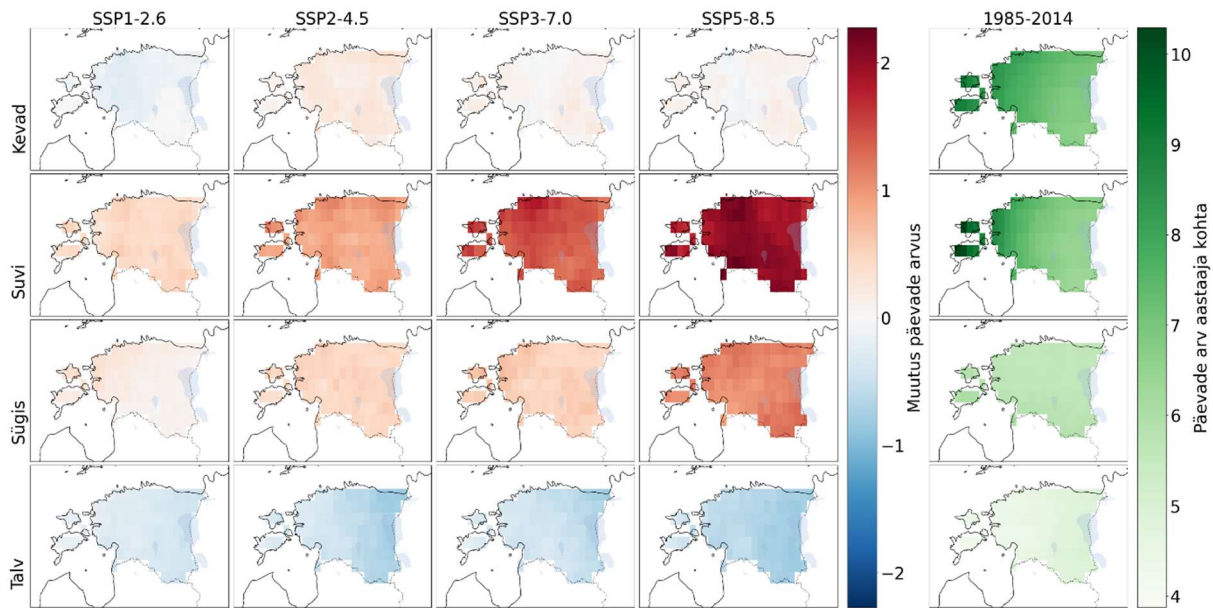 SSP1-2.6 SSP2-4.5 SSP3-7.0 SSP5-8.5 1985-2014
Kevad
Suvi
Sügis
Talv
2
1
0
−1
−2
Muutus päevade arvus
10
9
8
7
6
5
4
Päevade arv aastaaja kohta